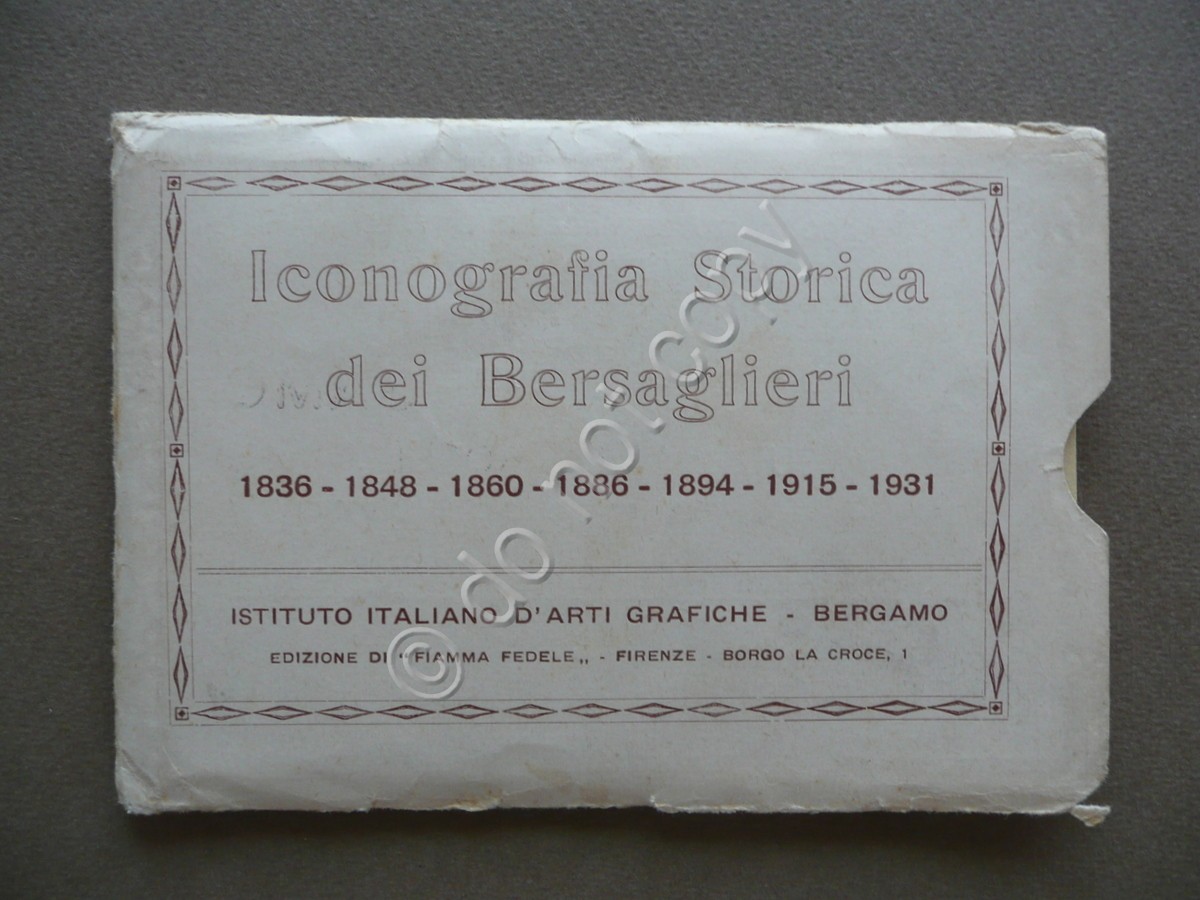 Iconografia Storica
dei Bersaglieri
1836 - 1848 - 1860 - 1886 - 1894 - 1915 - 1931
ISTITUTO ITALIANO D'ARTI GRAFICHE - BERGAMO
EDIZIONE DI "FIAMMA FEDELE„ - FIRENZE - BORGO LA CROCE, 1
© do not copy